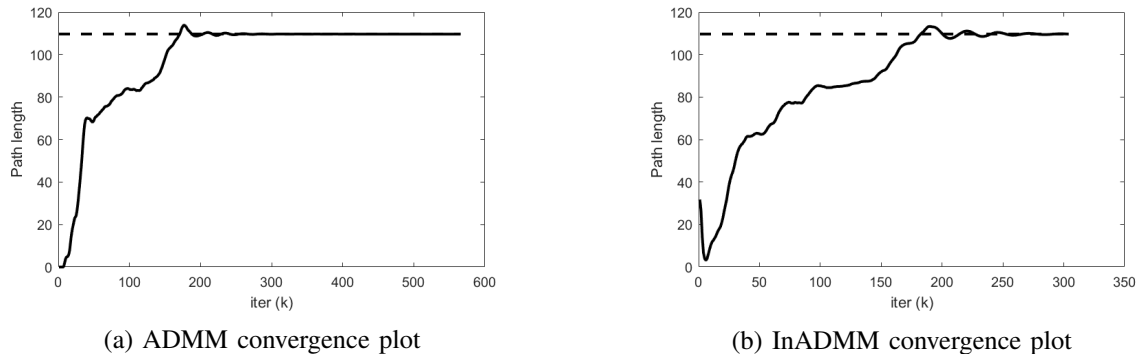 120
100
80
60
40
20
0
Path length
0 100 200 300 400 500 600
iter (k)
(a) ADMM convergence plot
120
100
80
60
40
20
0
Path length
0 50 100 150 200 250 300 350
iter (k)
(b) InADMM convergence plot